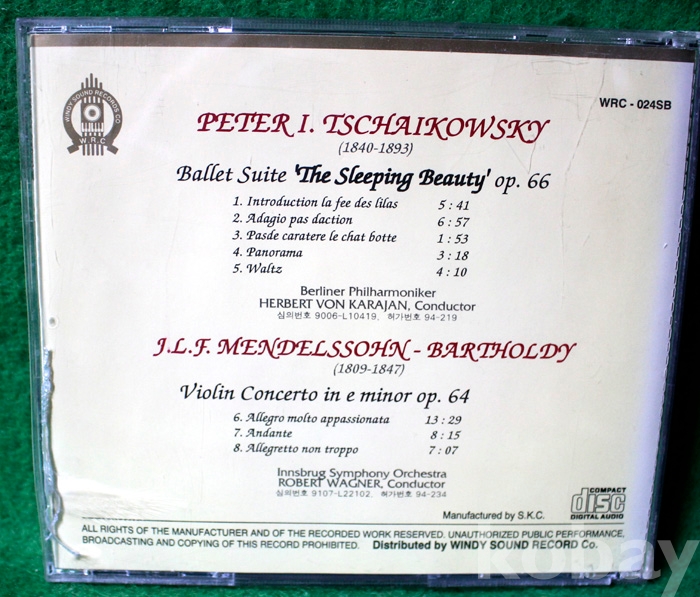 WINDY SOUND RECORDS CO
W.R.C
WRC - 024SB
PETER I. TSCHAIKOWSKY
(1840-1893)
Ballet Suite 'The Sleeping Beauty' op. 66
1. Introduction la fee des lilas 5 : 41
2. Adagio pas daction 6 : 57
3. Pasde caratere le chat botte 1 : 53
4. Panorama 3 : 18
5. Waltz 4 : 10
Berliner Philharmoniker
HERBERT VON KARAJAN, Conductor
심의번호 9006-L10419, 허가번호 94-219
J.L.F. MENDELSSOHN - BARTHOLDY
(1809-1847)
Violin Concerto in e minor op. 64
6. Allegro molto appassionata 13 : 29
7. Andante 8 : 15
8. Allegretto non troppo 7 : 07
Innsbrug Symphony Orchestra
ROBERT WAGNER, Conductor
심의번호 9107-L22102, 허가번호 94-234
Manufactured by S.K.C.
COMPACT
disc
DIGITAL AUDIO
ALL RIGHTS OF THE MANUFACTURER AND OF THE RECORDED WORK RESERVED. UNAUTHORIZED PUBLIC PERFORMANCE,
BROADCASTING AND COPYING OF THIS RECORD PROHIBITED. Distributed by WINDY SOUND RECORD Co.
kobay